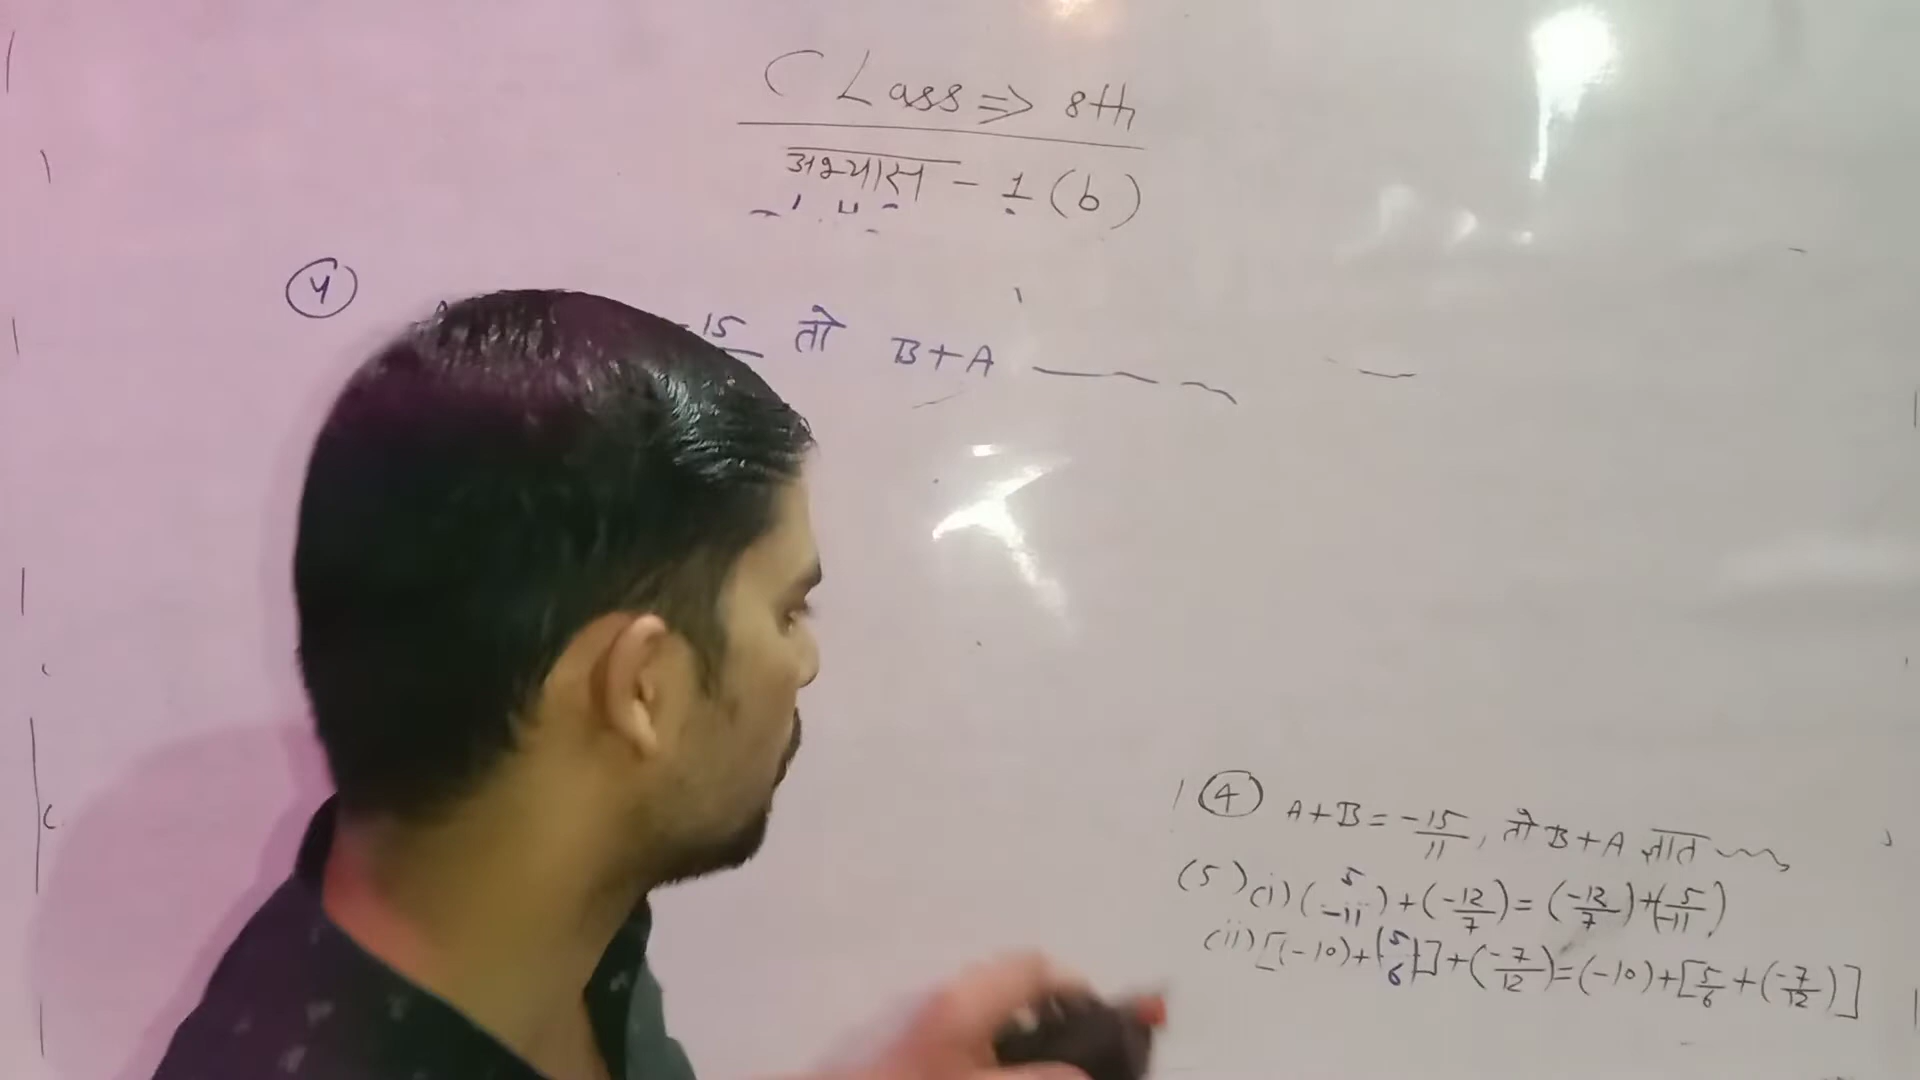 CLass ⇒ 8th
अभ्यास - 1 (b)
4 -15 तो B+A
4 A+B = -15/11, तो B+A ज्ञात
(5) (i) (5/-11) + (-12/7) = (-12/7) + (5/-11)
(ii) [(-10) + (5/6)] + (-7/12) = (-10) + [5/6 + (-7/12)]